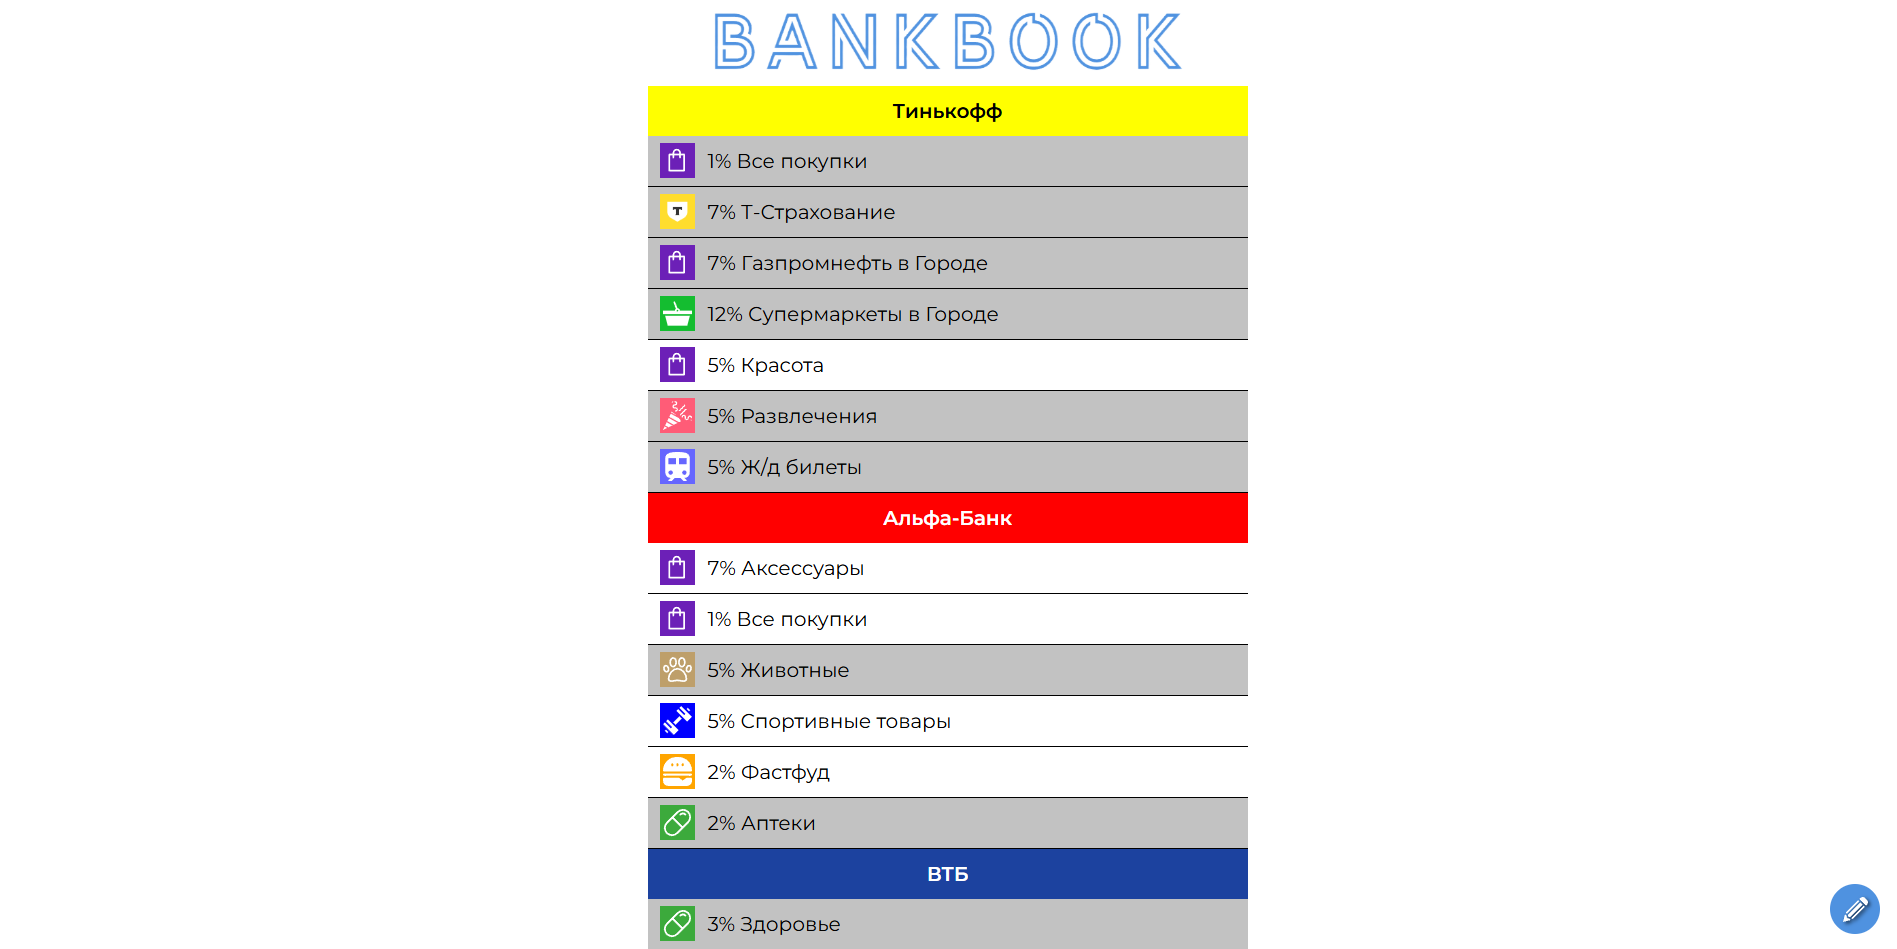 BANKBOOK
Тинькофф
1% Все покупки
7% Т-Страхование
7% Газпромнефть в Городе
12% Супермаркеты в Городе
5% Красота
5% Развлечения
5% Ж/д билеты
Альфа-Банк
7% Аксессуары
1% Все покупки
5% Животные
5% Спортивные товары
2% Фастфуд
2% Аптеки
ВТБ
3% Здоровье